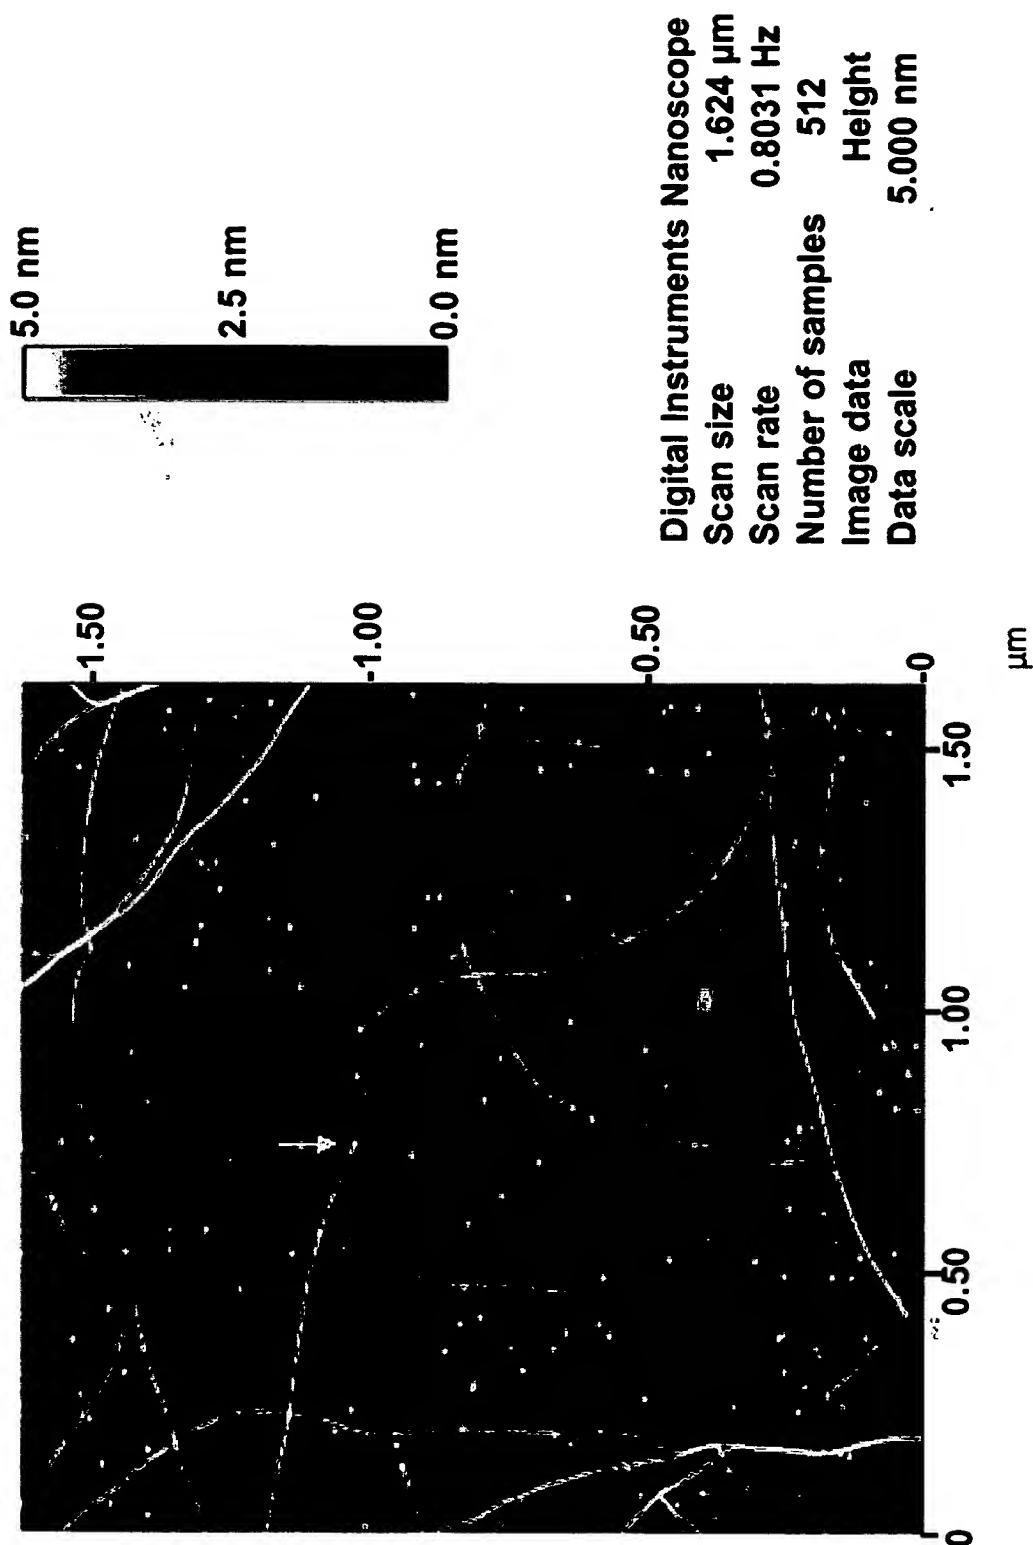 5.0 nm
2.5 nm
0.0 nm
-1.50
-1.00
-0.50
-0
0
0.50
1.00
1.50
μm
Digital Instruments Nanoscope
Scan size 1.624 μm
Scan rate 0.8031 Hz
Number of samples 512
Image data Height
Data scale 5.000 nm